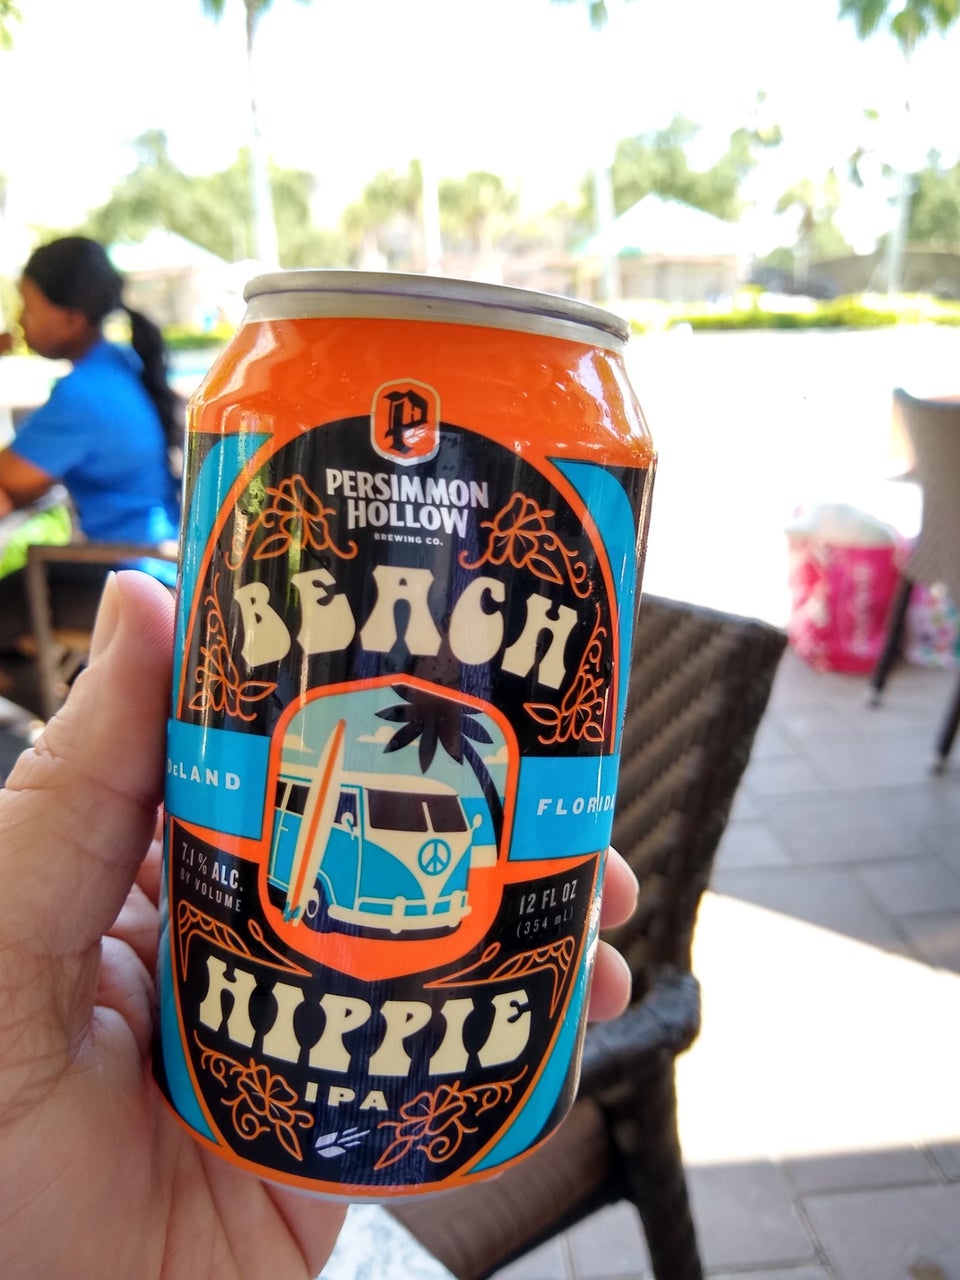 P
PERSIMMON
HOLLOW
BREWING CO.
BEACH
DeLAND
FLORIDA
7.1% ALC.
BY VOLUME
12 FL OZ
(354 mL)
HIPPIE
IPA